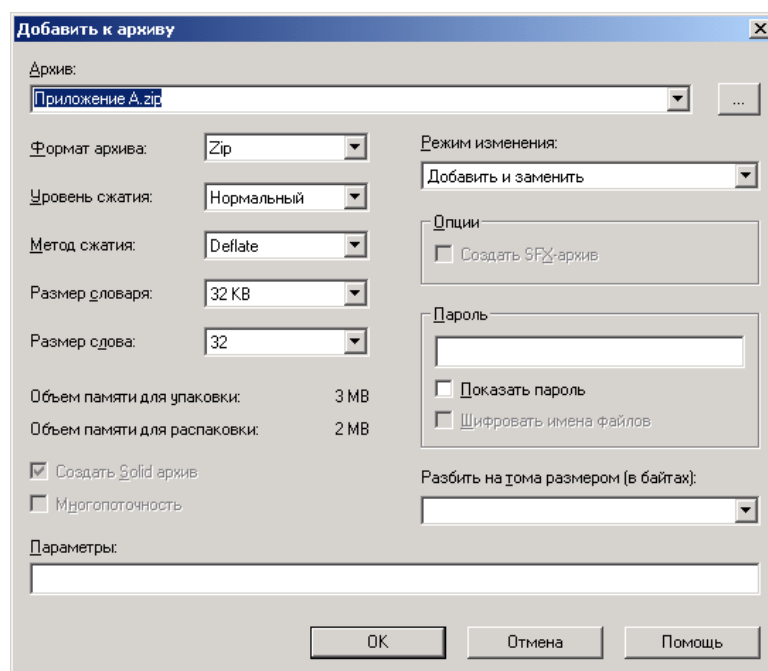 Добавить к архиву
Архив:
Приложение A.zip
...
Формат архива: Zip
Уровень сжатия: Нормальный
Метод сжатия: Deflate
Размер словаря: 32 KB
Размер слова: 32
Объем памяти для упаковки: 3 MB
Объем памяти для распаковки: 2 MB
Создать Solid архив
Многопоточность
Режим изменения:
Добавить и заменить
Опции
Создать SFX-архив
Пароль
Показать пароль
Шифровать имена файлов
Разбить на тома размером (в байтах):
Параметры:
OK Отмена Помощь